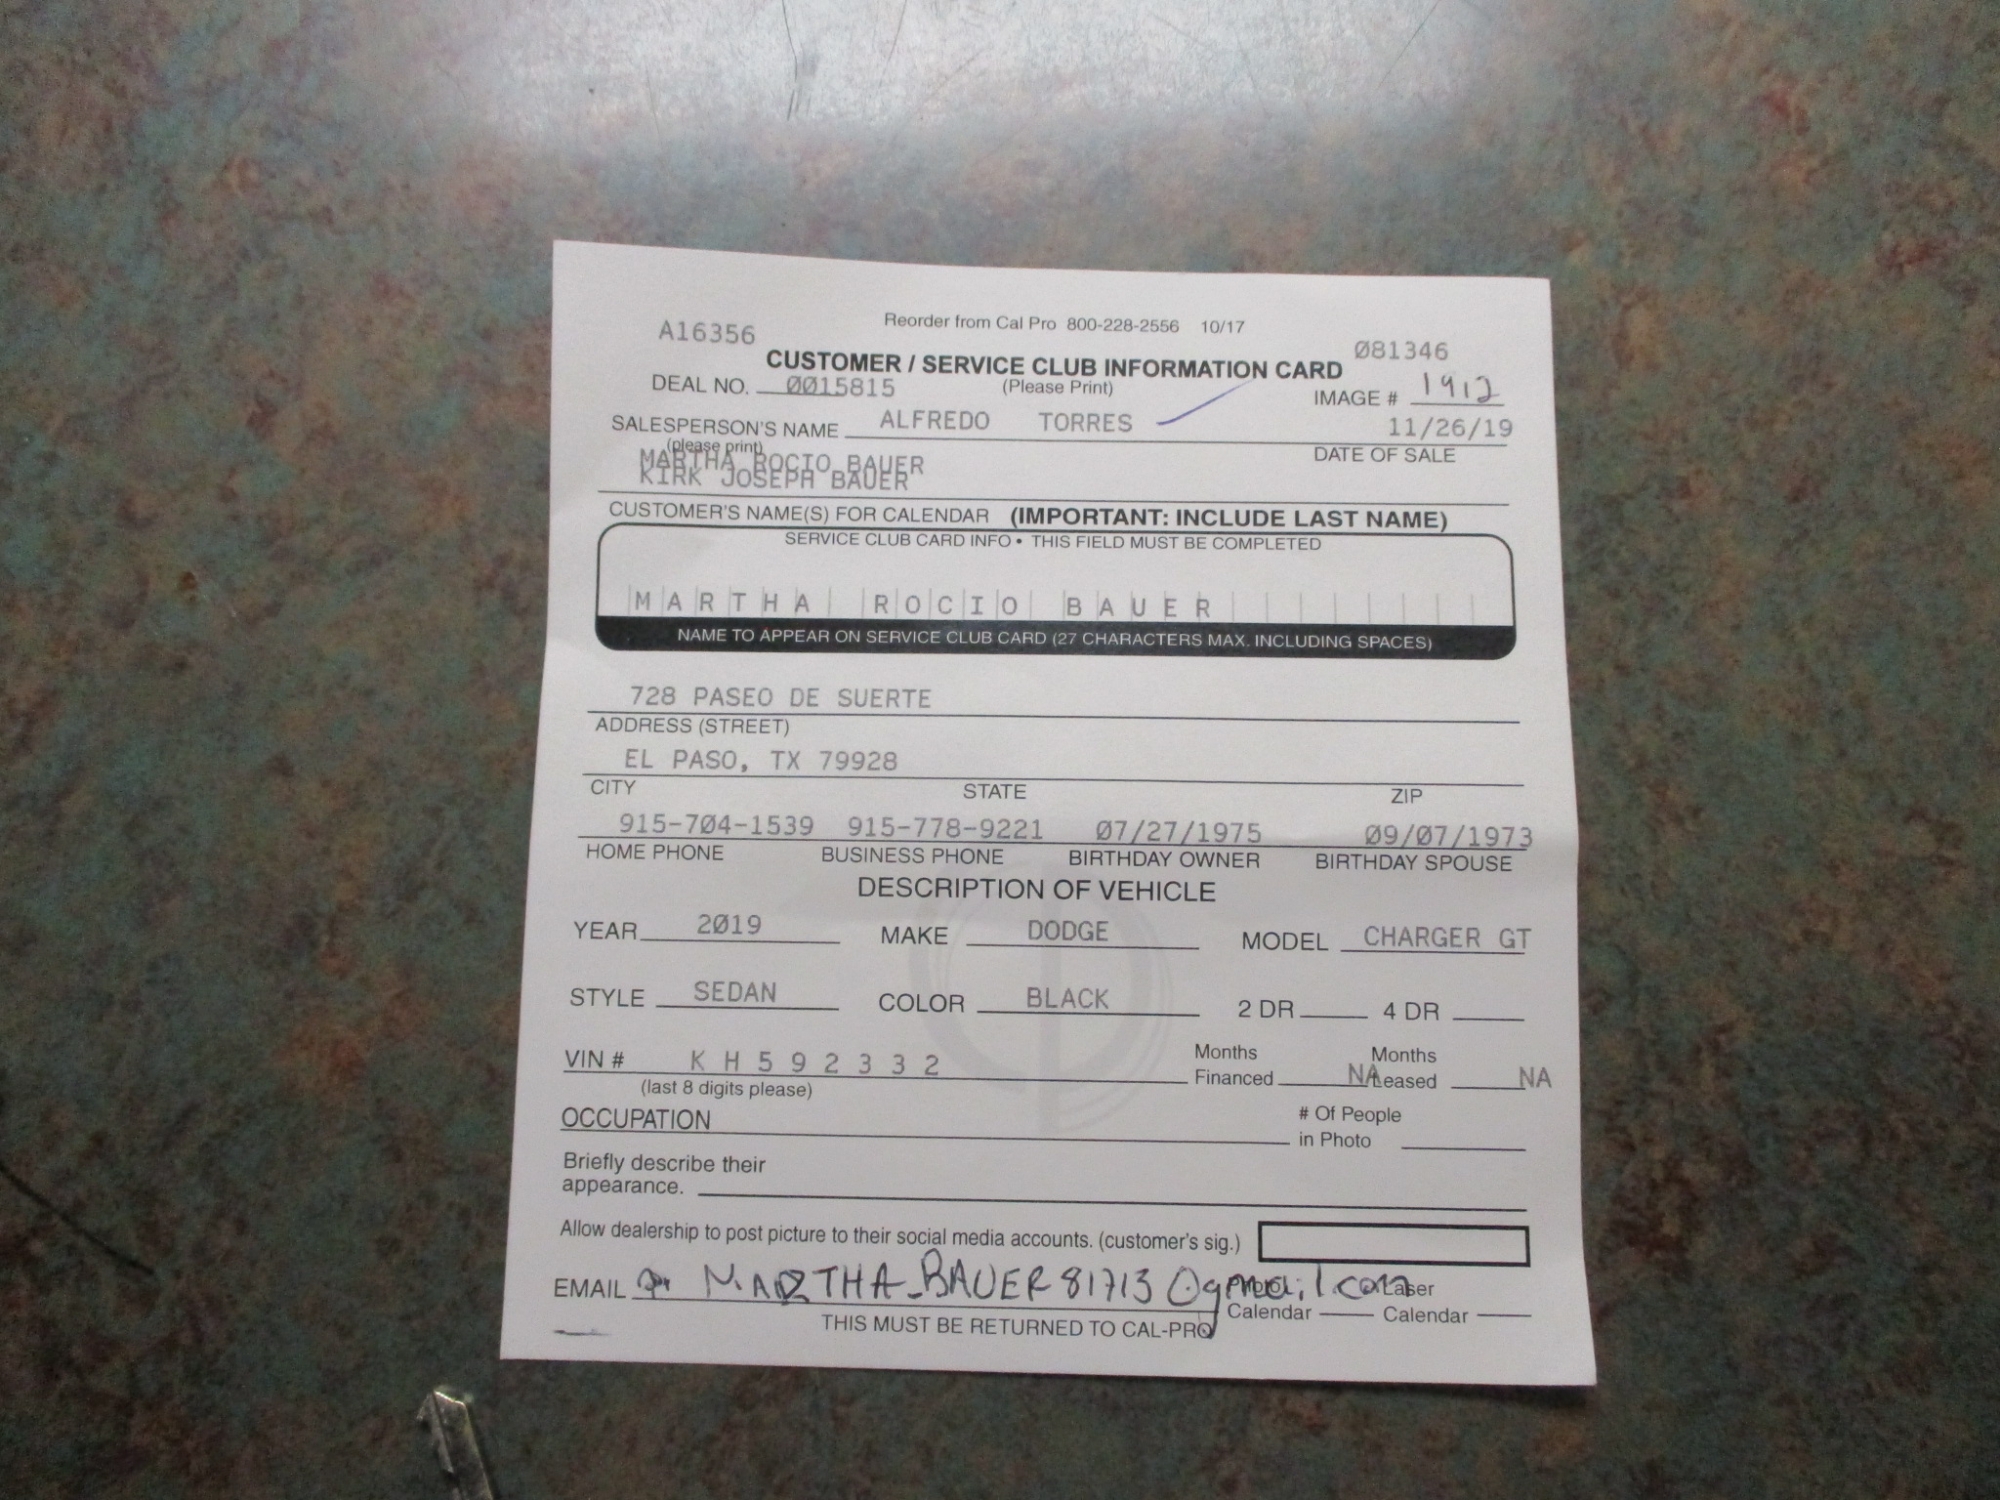 Reorder from Cal Pro 800-228-2556 10/17
A16356
Ø81346
CUSTOMER / SERVICE CLUB INFORMATION CARD
DEAL NO. ØØ15815 (Please Print) IMAGE # 1912
SALESPERSON'S NAME ALFREDO TORRES 11/26/19
(please print) DATE OF SALE
MARTHA ROCIO BAUER
KIRK JOSEPH BAUER
CUSTOMER'S NAME(S) FOR CALENDAR (IMPORTANT: INCLUDE LAST NAME)
SERVICE CLUB CARD INFO • THIS FIELD MUST BE COMPLETED
MARTHA ROCIO BAUER
NAME TO APPEAR ON SERVICE CLUB CARD (27 CHARACTERS MAX. INCLUDING SPACES)
728 PASEO DE SUERTE
ADDRESS (STREET)
EL PASO, TX 79928
CITY STATE ZIP
915-7Ø4-1539 915-778-9221 Ø7/27/1975 Ø9/Ø7/1973
HOME PHONE BUSINESS PHONE BIRTHDAY OWNER BIRTHDAY SPOUSE
DESCRIPTION OF VEHICLE
YEAR 2Ø19 MAKE DODGE MODEL CHARGER GT
STYLE SEDAN COLOR BLACK 2 DR 4 DR
VIN # K H 5 9 2 3 3 2 Months Financed NA Months Leased NA
(last 8 digits please)
OCCUPATION # Of People in Photo
Briefly describe their
appearance.
Allow dealership to post picture to their social media accounts. (customer's sig.)
EMAIL MARTHA_BAUER81713@gmail.com Laser
Calendar Calendar
THIS MUST BE RETURNED TO CAL-PRO